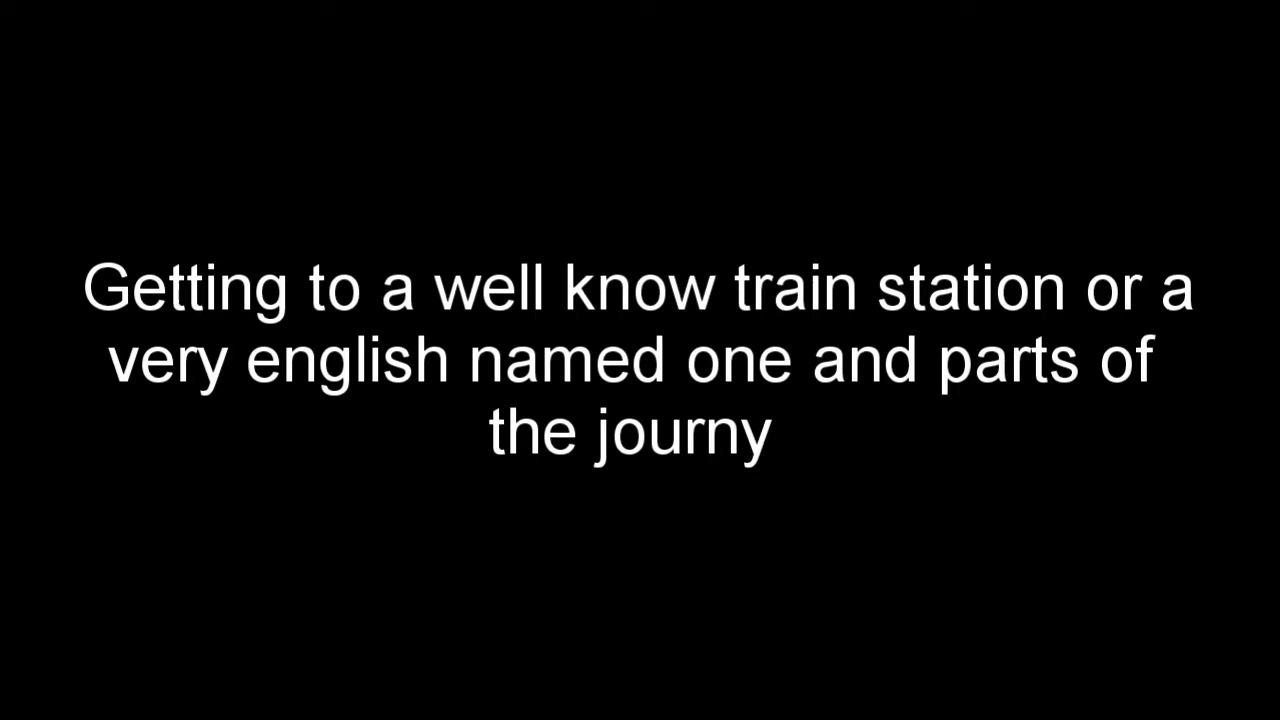 Getting to a well know train station or a
very english named one and parts of
the journy